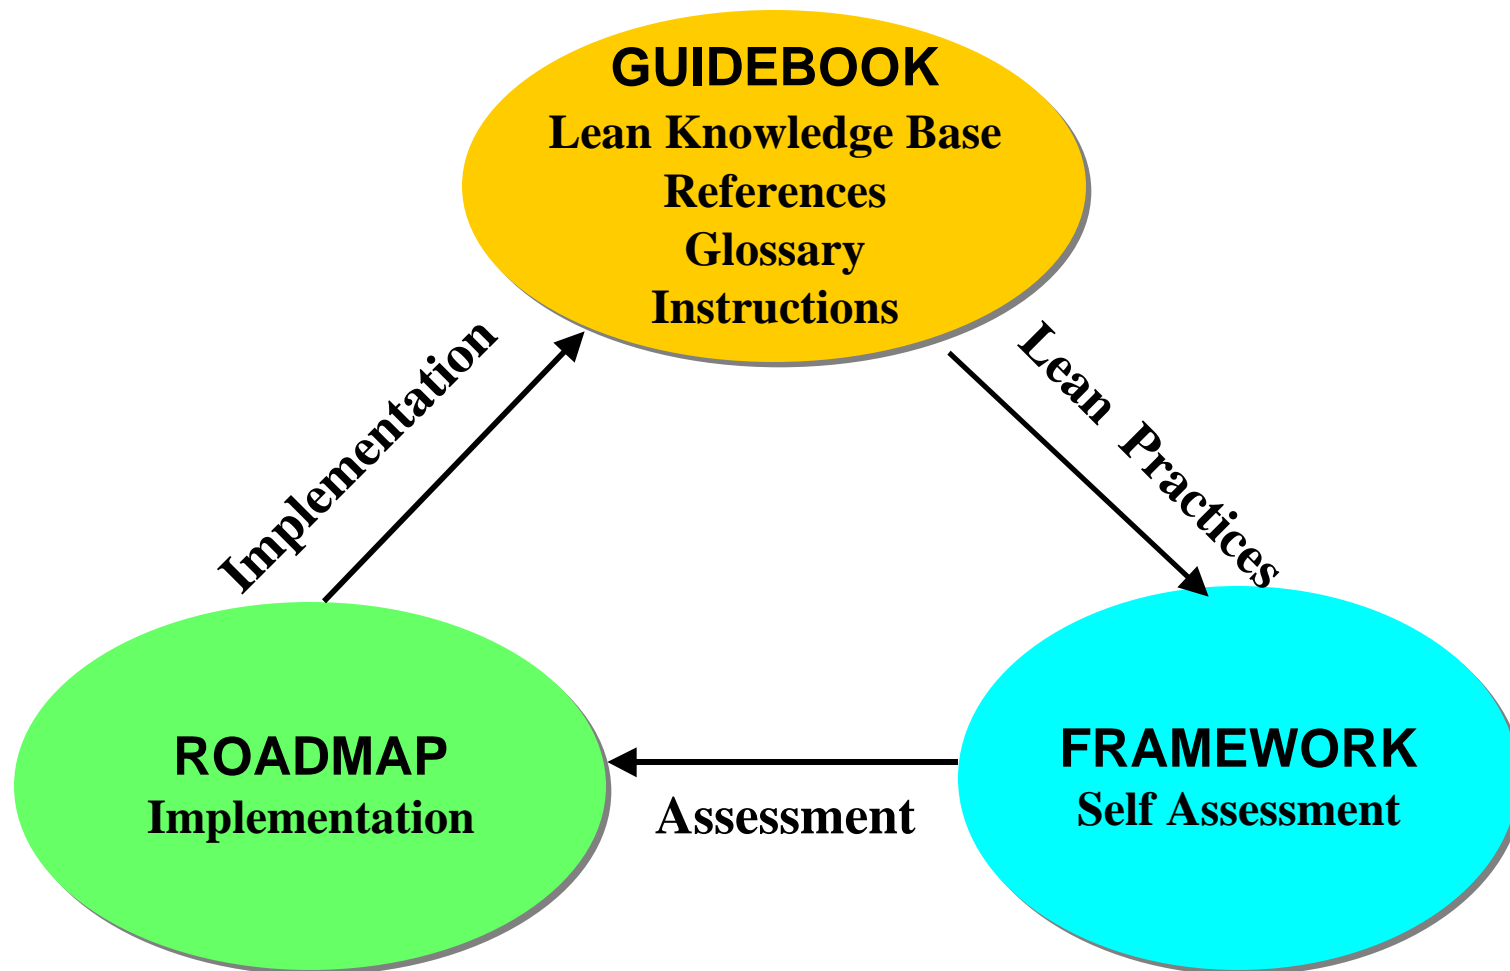 GUIDEBOOK
Lean Knowledge Base
References
Glossary
Instructions
Implementation
Lean Practices
ROADMAP
Implementation
Assessment
FRAMEWORK
Self Assessment